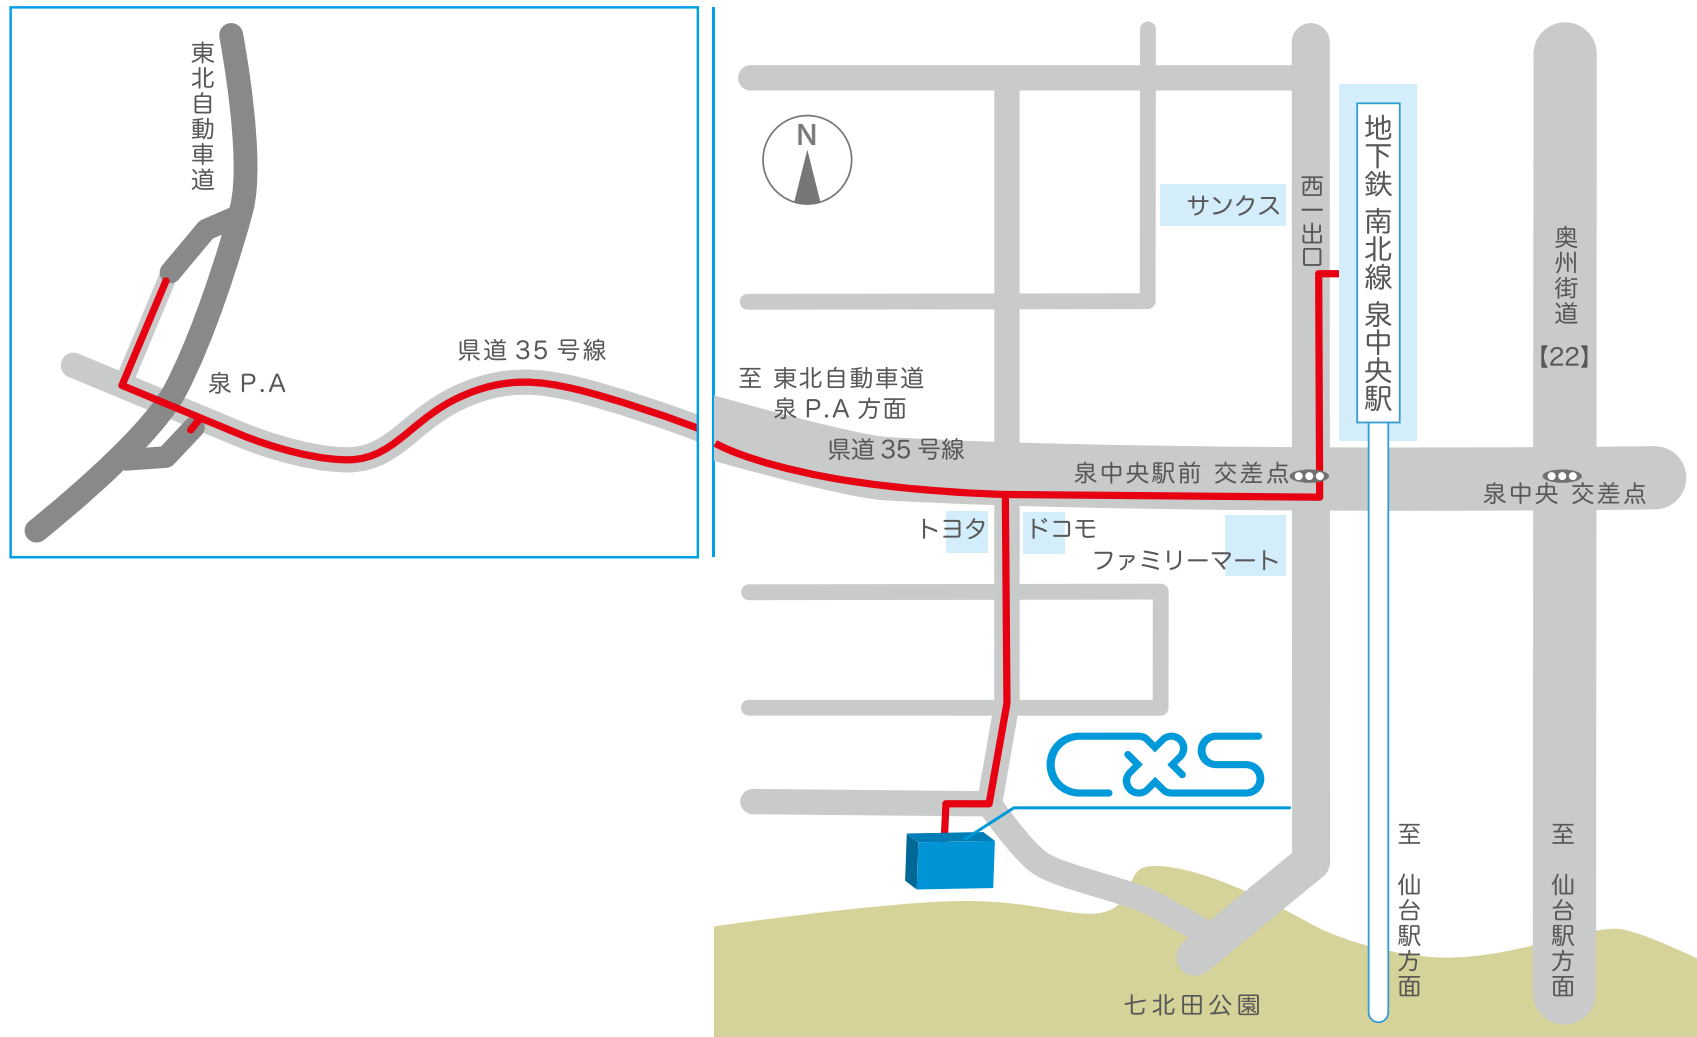 東北自動車道
泉 P.A
県道 35 号線
N
サンクス
西一出口
地下鉄 南北線 泉中央駅
奥州街道
【22】
至 東北自動車道
泉 P.A 方面
県道 35 号線
泉中央駅前 交差点
泉中央 交差点
トヨタ
ドコモ
ファミリーマート
CXS
至 仙台駅方面
至 仙台駅方面
七北田公園